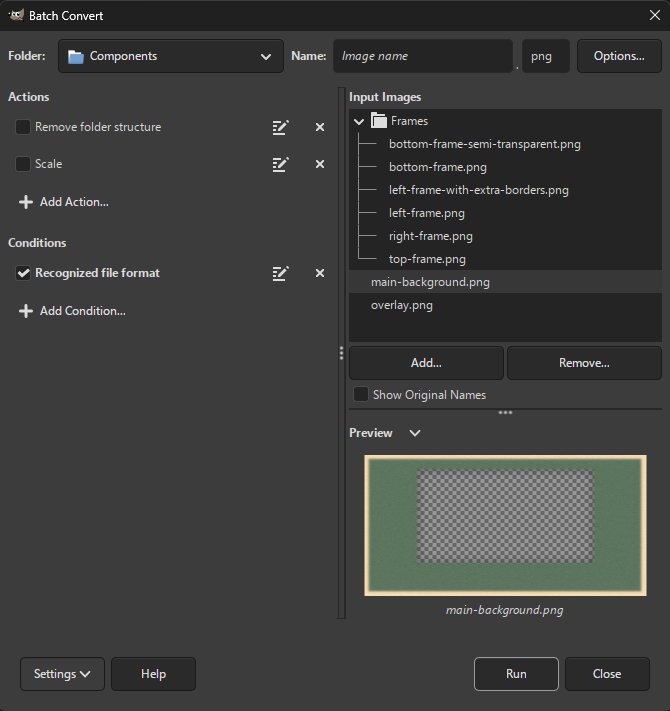 Batch Convert
Folder: Components Name: Image name . png Options...
Actions
Remove folder structure
Scale
Add Action...
Conditions
Recognized file format
Add Condition...
Input Images
Frames
bottom-frame-semi-transparent.png
bottom-frame.png
left-frame-with-extra-borders.png
left-frame.png
right-frame.png
top-frame.png
main-background.png
overlay.png
Add... Remove...
Show Original Names
Preview
main-background.png
Settings Help Run Close